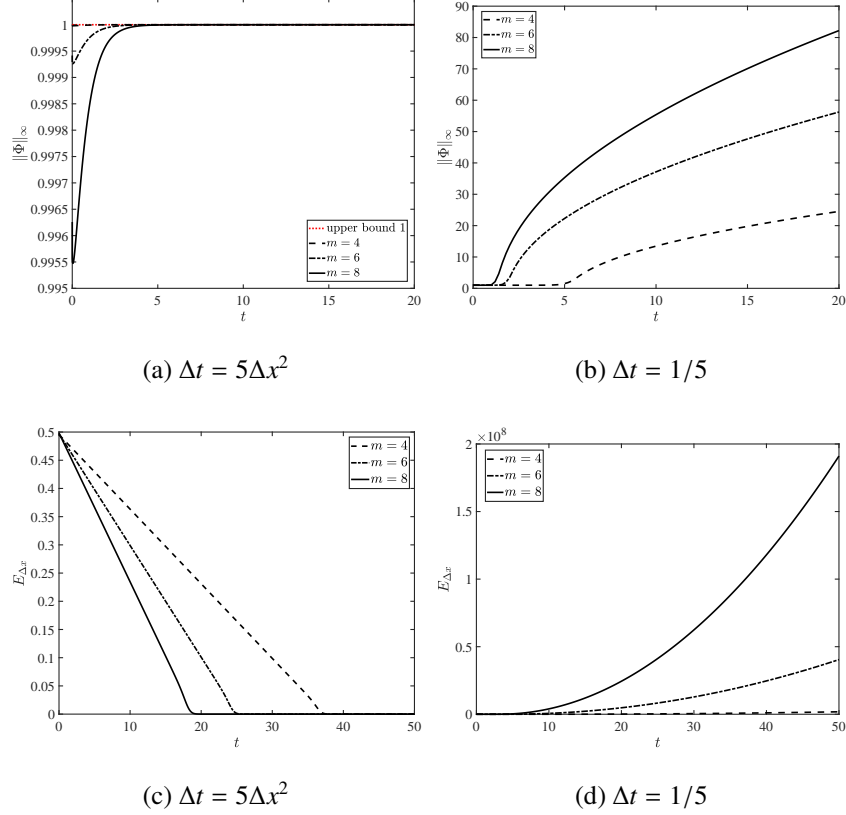 1
0.9995
0.999
0.9985
0.998
0.9975
0.997
0.9965
0.996
0.9955
0.995
‖Φ‖∞
0 5 10 15 20
t
upper bound 1
m = 4
m = 6
m = 8
90
80
70
60
50
40
30
20
10
0
‖Φ‖∞
0 5 10 15 20
t
m = 4
m = 6
m = 8
(a) Δt = 5Δx²
(b) Δt = 1/5
0.5
0.45
0.4
0.35
0.3
0.25
0.2
0.15
0.1
0.05
0
E_Δx
0 10 20 30 40 50
t
m = 4
m = 6
m = 8
×10⁸
2
1.5
1
0.5
0
E_Δx
0 10 20 30 40 50
t
m = 4
m = 6
m = 8
(c) Δt = 5Δx²
(d) Δt = 1/5